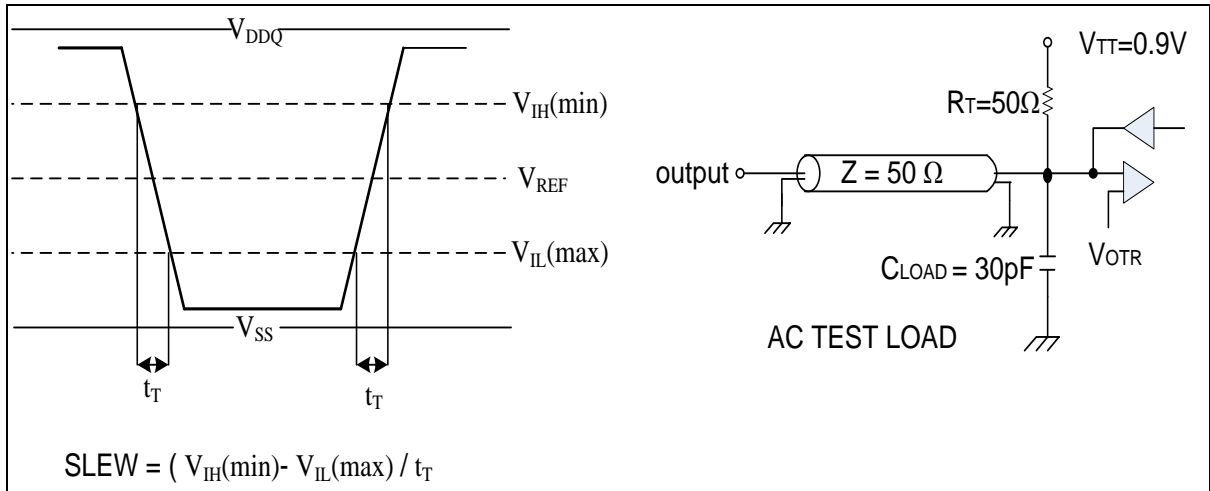 VDDQ
VIH(min)
VREF
VIL(max)
VSS
tT
tT
SLEW = ( VIH(min)- VIL(max) / tT
VTT=0.9V
RT=50Ω
output
Z = 50 Ω
VOTR
CLOAD = 30pF
AC TEST LOAD